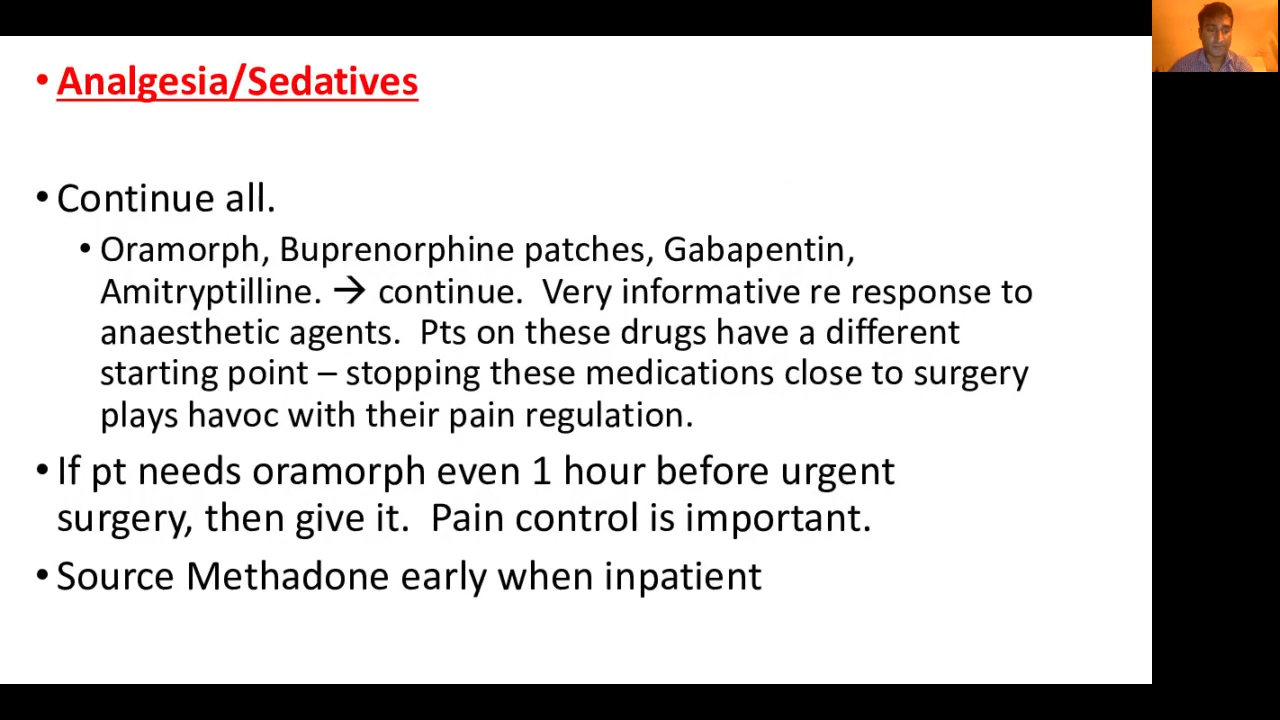 • Analgesia/Sedatives
• Continue all.
• Oramorph, Buprenorphine patches, Gabapentin,
Amitryptilline. → continue.  Very informative re response to
anaesthetic agents.  Pts on these drugs have a different
starting point – stopping these medications close to surgery
plays havoc with their pain regulation.
• If pt needs oramorph even 1 hour before urgent
surgery, then give it.  Pain control is important.
• Source Methadone early when inpatient